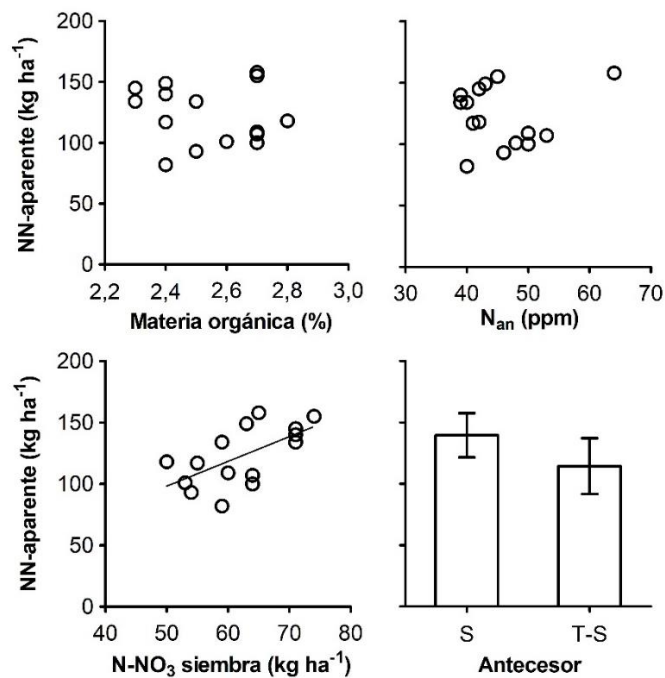 200
150
100
50
0
NN-aparente (kg ha⁻¹)
2,2 2,4 2,6 2,8 3,0
Materia orgánica (%)
30 40 50 60 70
N_an (ppm)
200
150
100
50
0
NN-aparente (kg ha⁻¹)
40 50 60 70 80
N-NO₃ siembra (kg ha⁻¹)
S T-S
Antecesor